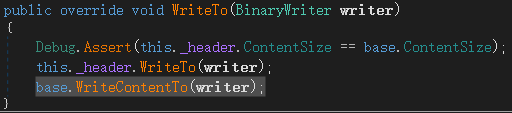 public override void WriteTo(BinaryWriter writer)
{
Debug.Assert(this._header.ContentSize == base.ContentSize);
this._header.WriteTo(writer);
base.WriteContentTo(writer);
}